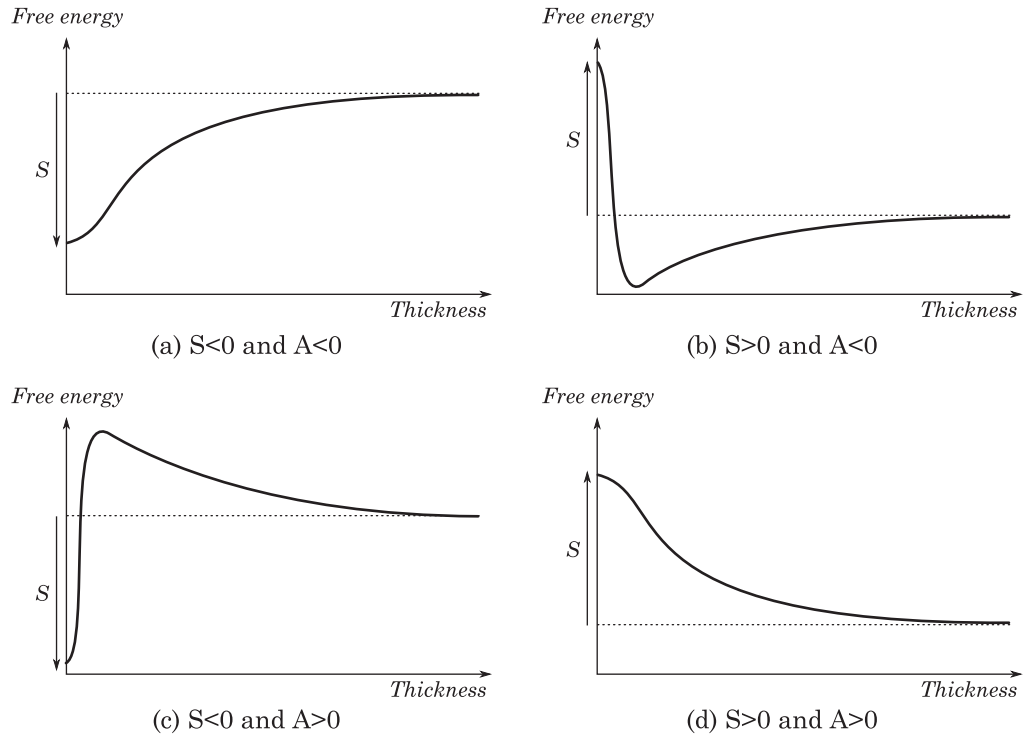 Free energy
S
Thickness
(a) S<0 and A<0
Free energy
S
Thickness
(b) S>0 and A<0
Free energy
S
Thickness
(c) S<0 and A>0
Free energy
S
Thickness
(d) S>0 and A>0